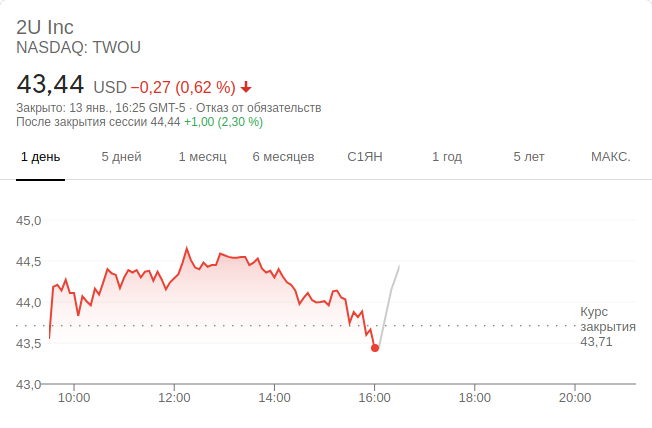 2U Inc
NASDAQ: TWOU
43,44 USD −0,27 (0,62 %)
Закрыто: 13 янв., 16:25 GMT-5 · Отказ от обязательств
После закрытия сессии 44,44 +1,00 (2,30 %)
1 день 5 дней 1 месяц 6 месяцев С1ЯН 1 год 5 лет МАКС.
45,0
44,5
44,0
Курс
закрытия
43,71
43,5
43,0
10:00 12:00 14:00 16:00 18:00 20:00